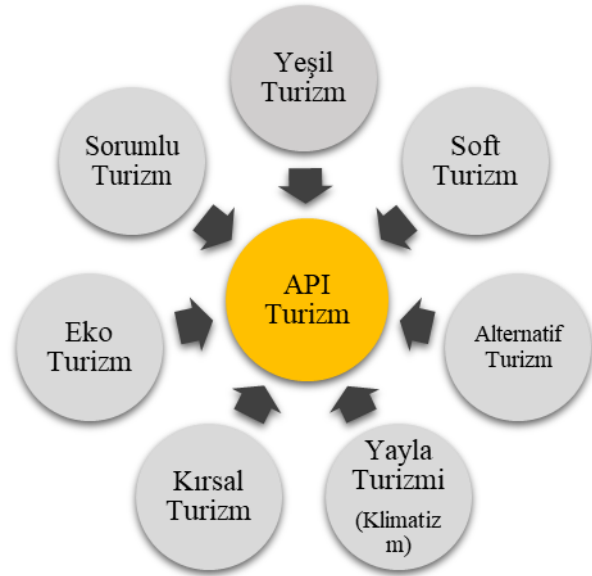 Yeşil
Turizm
Sorumlu
Turizm
Soft
Turizm
API
Turizm
Eko
Turizm
Alternatif
Turizm
Kırsal
Turizm
Yayla
Turizmi
(Klimatiz
m)